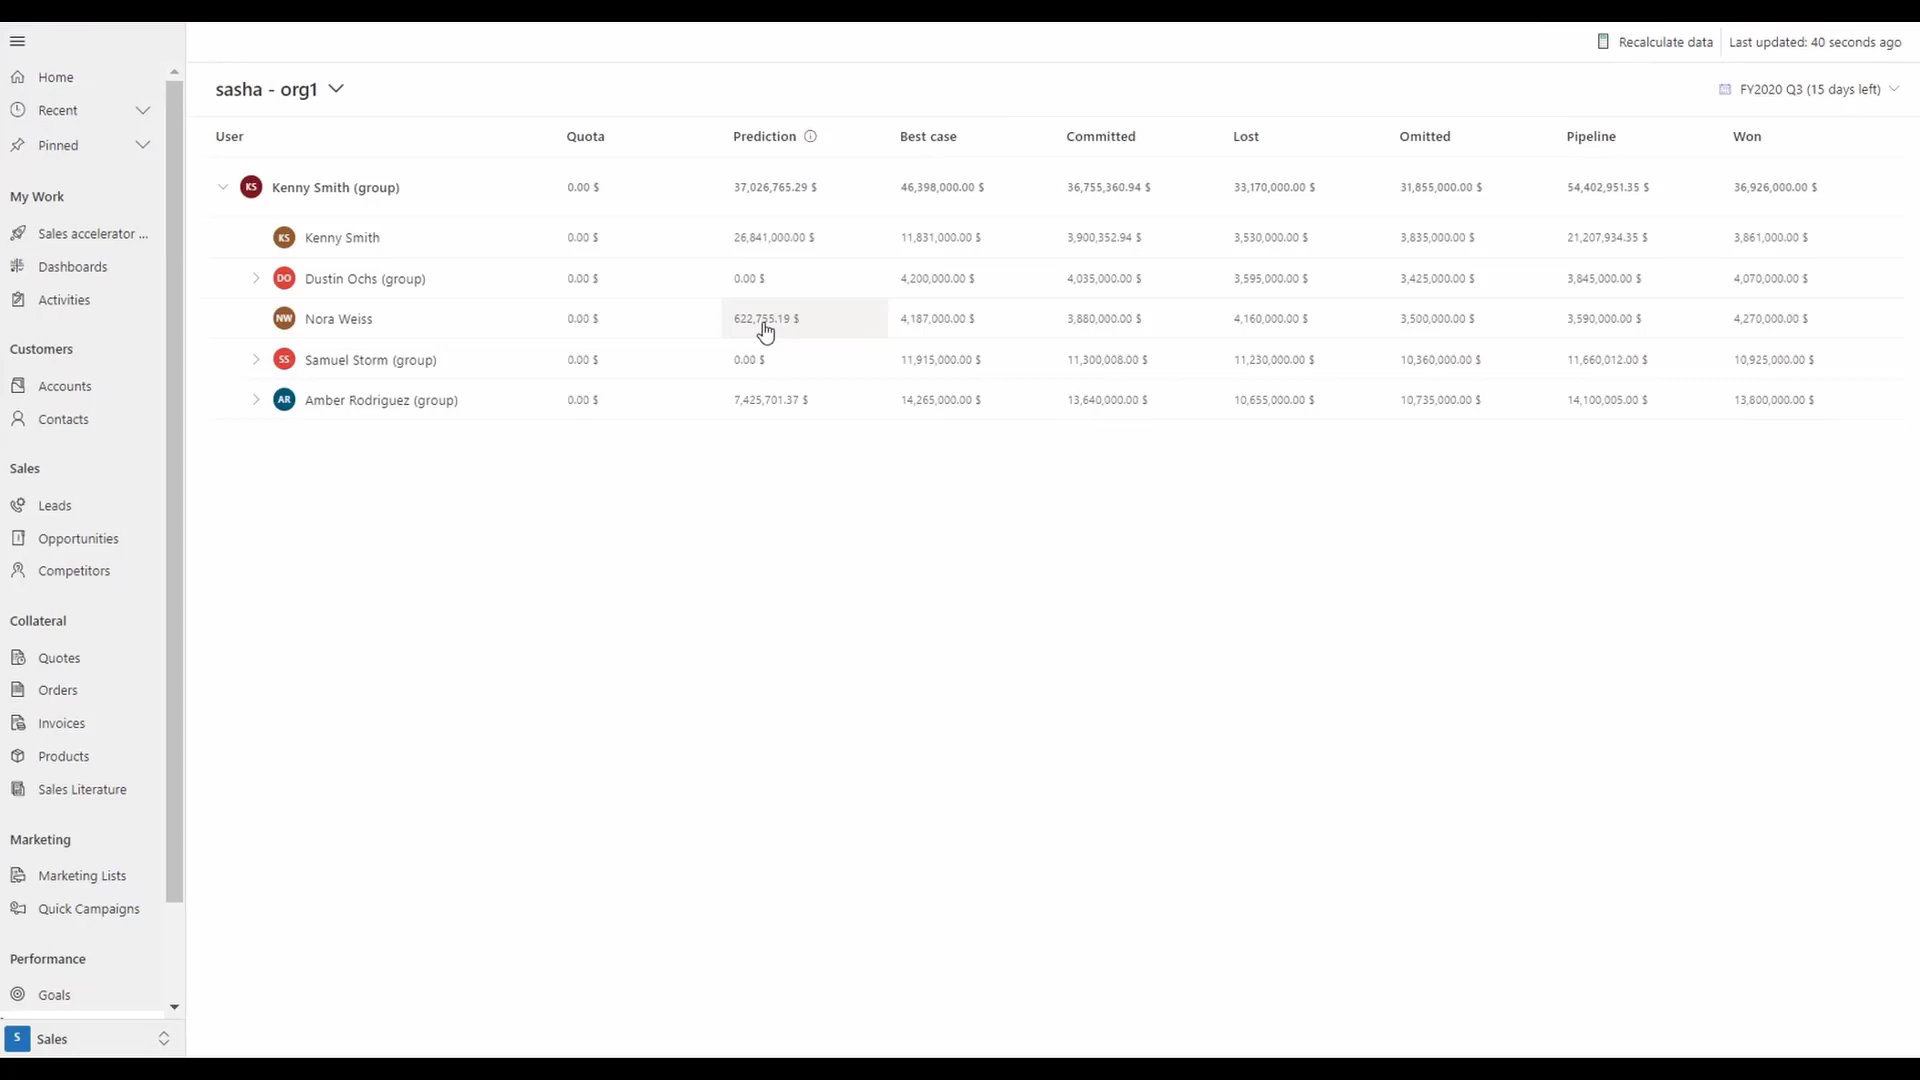 Recalculate data
Last updated: 40 seconds ago
Home
Recent
Pinned
My Work
Sales accelerator ...
Dashboards
Activities
Customers
Accounts
Contacts
Sales
Leads
Opportunities
Competitors
Collateral
Quotes
Orders
Invoices
Products
Sales Literature
Marketing
Marketing Lists
Quick Campaigns
Performance
Goals
S Sales
sasha - org1
FY2020 Q3 (15 days left)
User Quota Prediction Best case Committed Lost Omitted Pipeline Won
KS Kenny Smith (group) 0.00 $ 37,026,765.29 $ 46,398,000.00 $ 36,755,360.94 $ 33,170,000.00 $ 31,855,000.00 $ 54,402,951.35 $ 36,926,000.00 $
KS Kenny Smith 0.00 $ 26,841,000.00 $ 11,831,000.00 $ 3,900,352.94 $ 3,530,000.00 $ 3,835,000.00 $ 21,207,934.35 $ 3,861,000.00 $
DO Dustin Ochs (group) 0.00 $ 0.00 $ 4,200,000.00 $ 4,035,000.00 $ 3,595,000.00 $ 3,425,000.00 $ 3,845,000.00 $ 4,070,000.00 $
NW Nora Weiss 0.00 $ 622,755.19 $ 4,187,000.00 $ 3,880,000.00 $ 4,160,000.00 $ 3,500,000.00 $ 3,590,000.00 $ 4,270,000.00 $
SS Samuel Storm (group) 0.00 $ 0.00 $ 11,915,000.00 $ 11,300,008.00 $ 11,230,000.00 $ 10,360,000.00 $ 11,660,012.00 $ 10,925,000.00 $
AR Amber Rodriguez (group) 0.00 $ 7,425,701.37 $ 14,265,000.00 $ 13,640,000.00 $ 10,655,000.00 $ 10,735,000.00 $ 14,100,005.00 $ 13,800,000.00 $